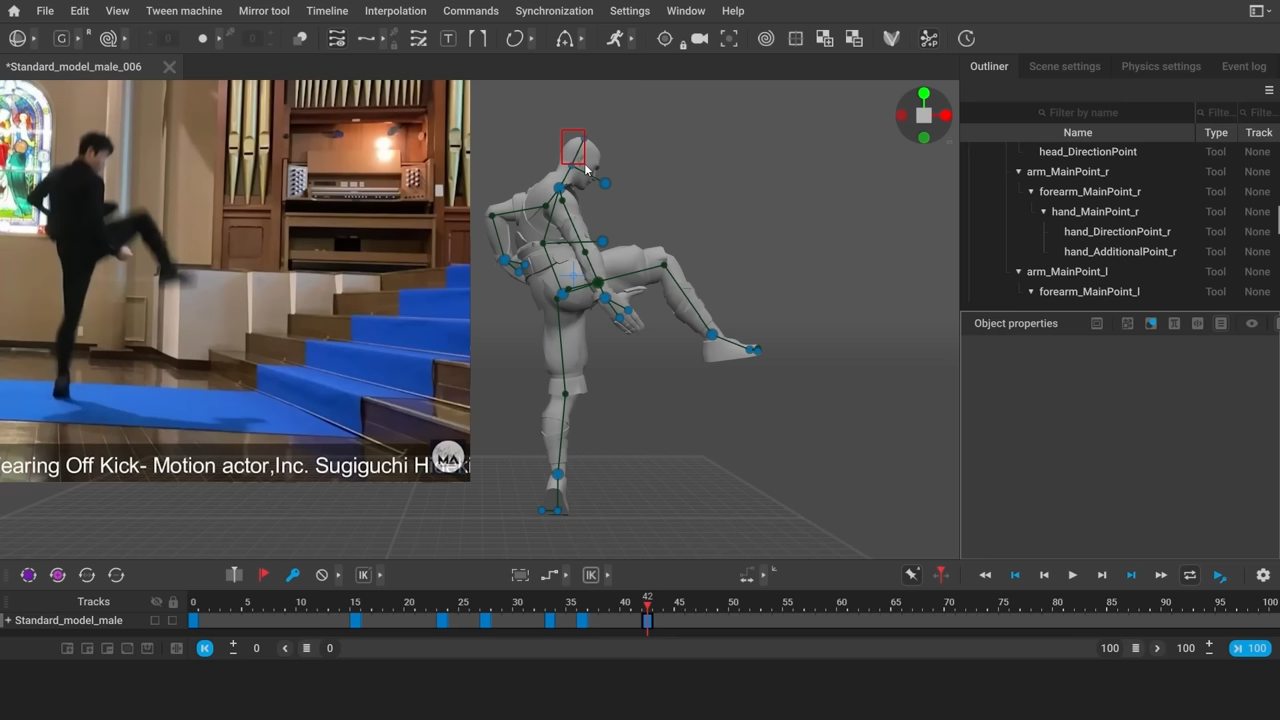 File Edit View Tween machine Mirror tool Timeline Interpolation Commands Synchronization Settings Window Help
*Standard_model_male_006
Outliner Scene settings Physics settings Event log
Filter by name Filte... Filte...
Name Type Track
head_DirectionPoint Tool None
arm_MainPoint_r Tool None
forearm_MainPoint_r Tool None
hand_MainPoint_r Tool None
hand_DirectionPoint_r Tool None
hand_AdditionalPoint_r Tool None
arm_MainPoint_l Tool None
forearm_MainPoint_l Tool None
Object properties
earing Off Kick- Motion actor,Inc. Sugiguchi H
MA
IK IK
42
Tracks 0 5 10 15 20 25 30 35 40 45 50 55 60 65 70 75 80 85 90 95 100
Standard_model_male
0 0 100 100 100